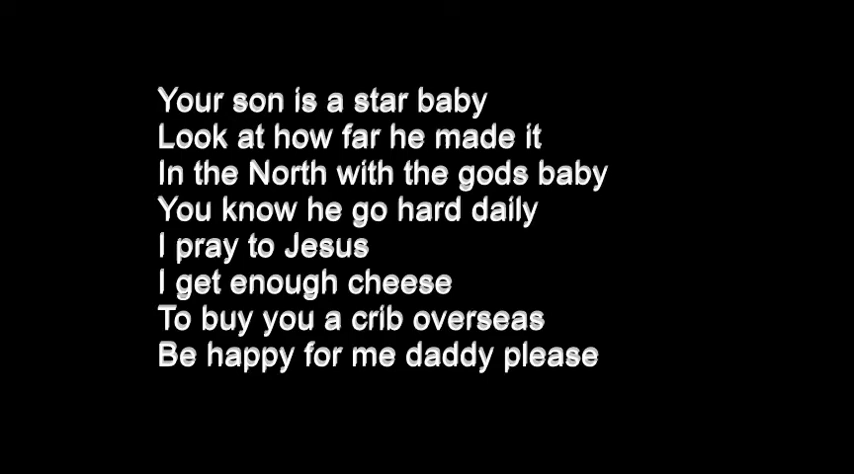 Your son is a star baby
Look at how far he made it
In the North with the gods baby
You know he go hard daily
I pray to Jesus
I get enough cheese
To buy you a crib overseas
Be happy for me daddy please